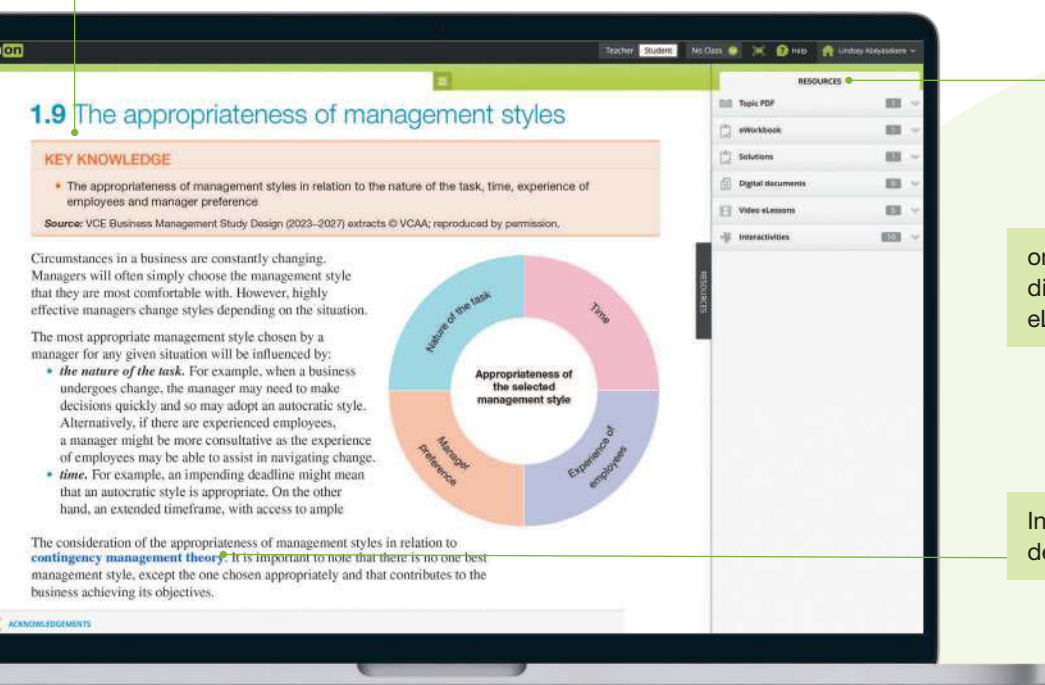 on
Teacher Student No Class Help Lindsey Abeyasekere
1.9 The appropriateness of management styles
KEY KNOWLEDGE
• The appropriateness of management styles in relation to the nature of the task, time, experience of
employees and manager preference
Source: VCE Business Management Study Design (2023–2027) extracts © VCAA; reproduced by permission.
Circumstances in a business are constantly changing.
Managers will often simply choose the management style
that they are most comfortable with. However, highly
effective managers change styles depending on the situation.
The most appropriate management style chosen by a
manager for any given situation will be influenced by:
• the nature of the task. For example, when a business
undergoes change, the manager may need to make
decisions quickly and so may adopt an autocratic style.
Alternatively, if there are experienced employees,
a manager might be more consultative as the experience
of employees may be able to assist in navigating change.
• time. For example, an impending deadline might mean
that an autocratic style is appropriate. On the other
hand, an extended timeframe, with access to ample
Nature of the task
Time
Appropriateness of
the selected
management style
Manager
preference
Experience of
employees
The consideration of the appropriateness of management styles in relation to
contingency management theory. It is important to note that there is no one best
management style, except the one chosen appropriately and that contributes to the
business achieving its objectives.
ACKNOWLEDGEMENTS
RESOURCES
RESOURCES
Topic PDF 1
eWorkbook
Solutions
Digital documents
Video eLessons
Interactivities
on
di
eL
In
de